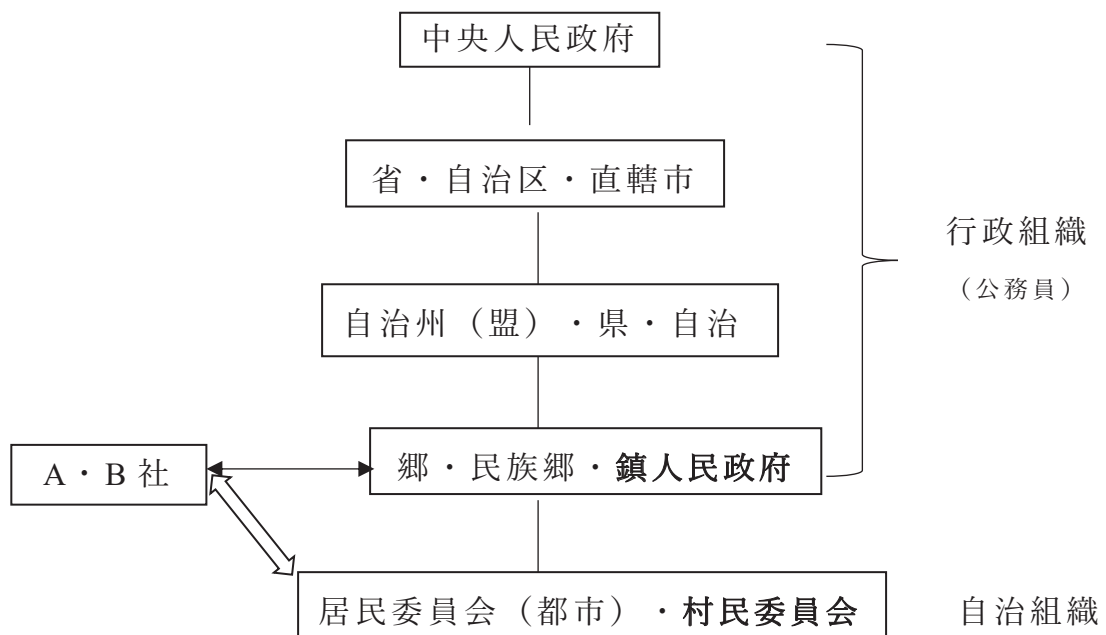 中央人民政府
省・自治区・直轄市
行政組織
（公務員）
自治州（盟）・県・自治
A・B 社
郷・民族郷・鎮人民政府
居民委員会（都市）・村民委員会
自治組織